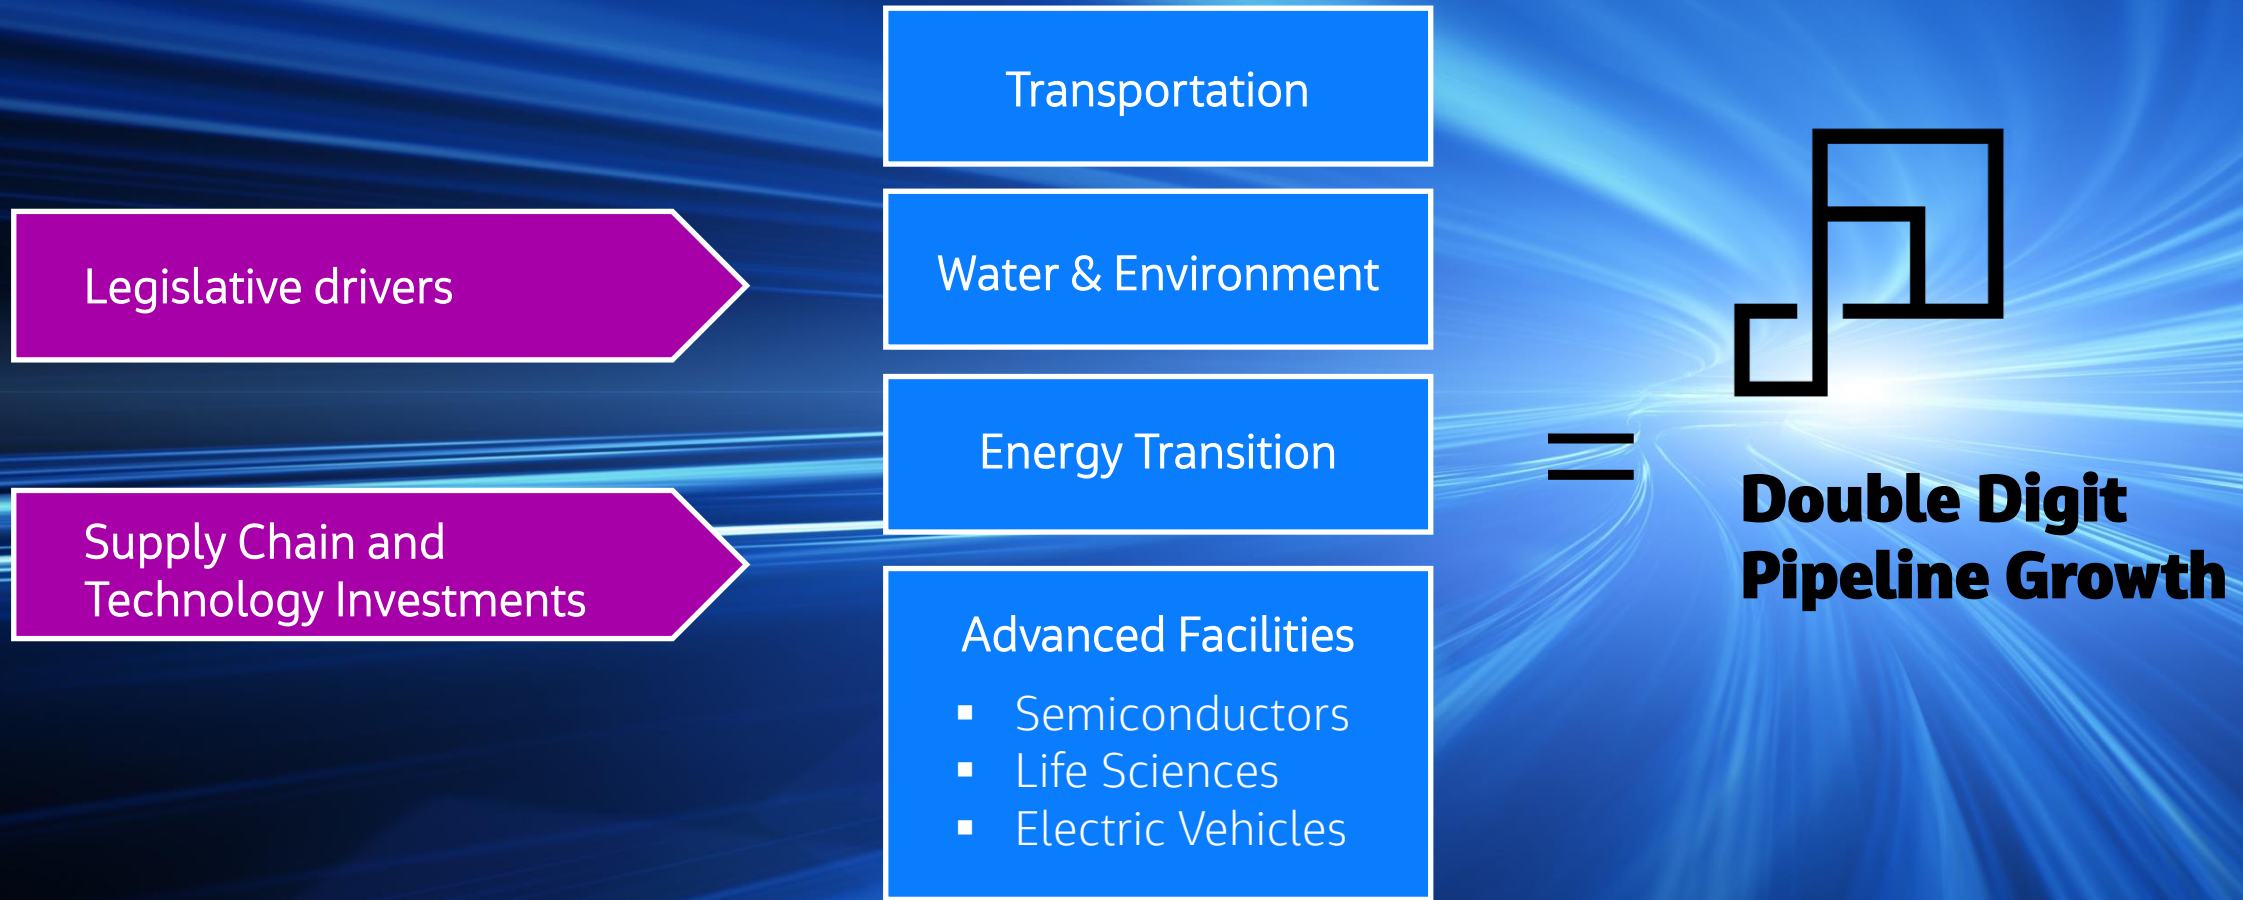 Legislative drivers
Supply Chain and
Technology Investments
Transportation
Water & Environment
Energy Transition
Advanced Facilities
▪ Semiconductors
▪ Life Sciences
▪ Electric Vehicles
=
Double Digit
Pipeline Growth